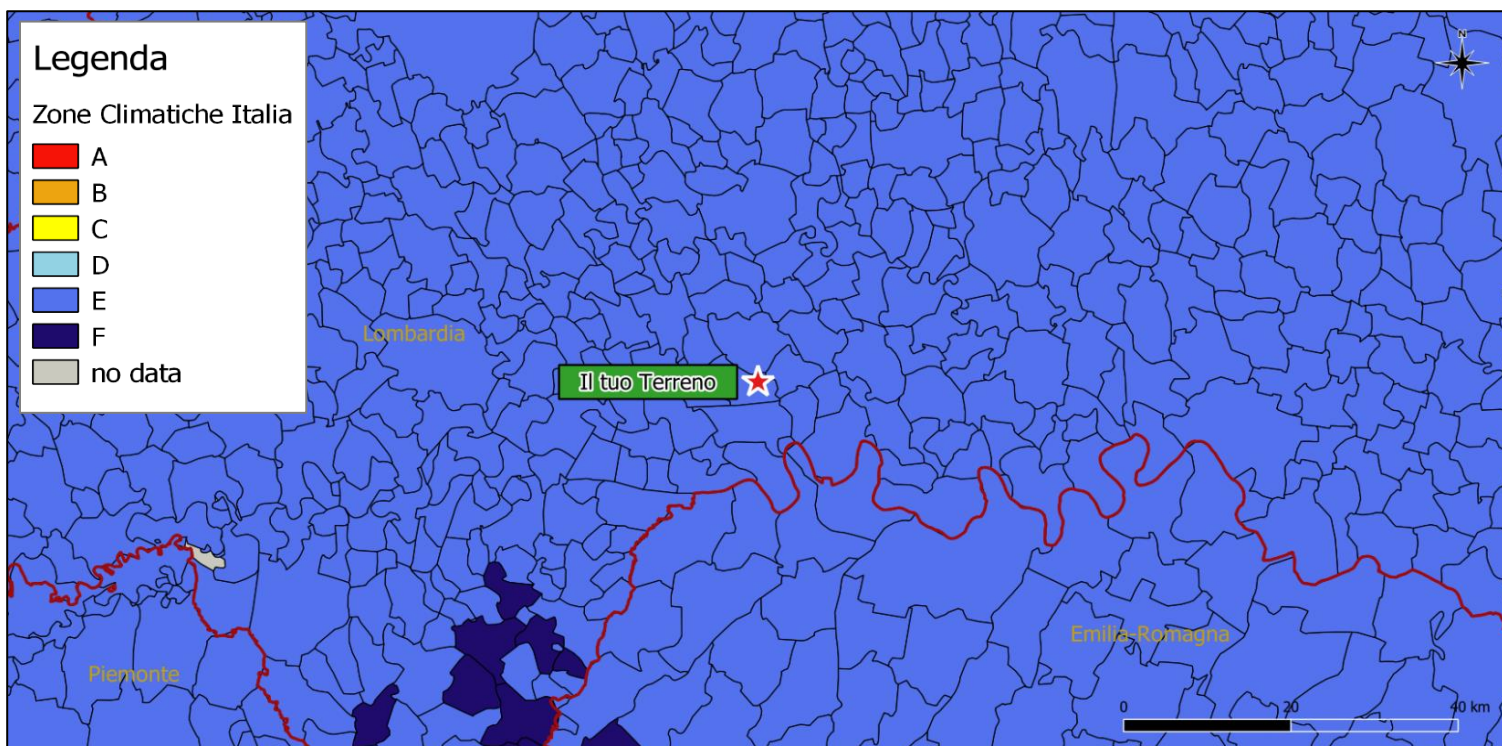 Legenda
Zone Climatiche Italia
A
B
C
D
E
F
no data
N
Lombardia
Il tuo Terreno
Emilia-Romagna
Piemonte
0 20 40 km